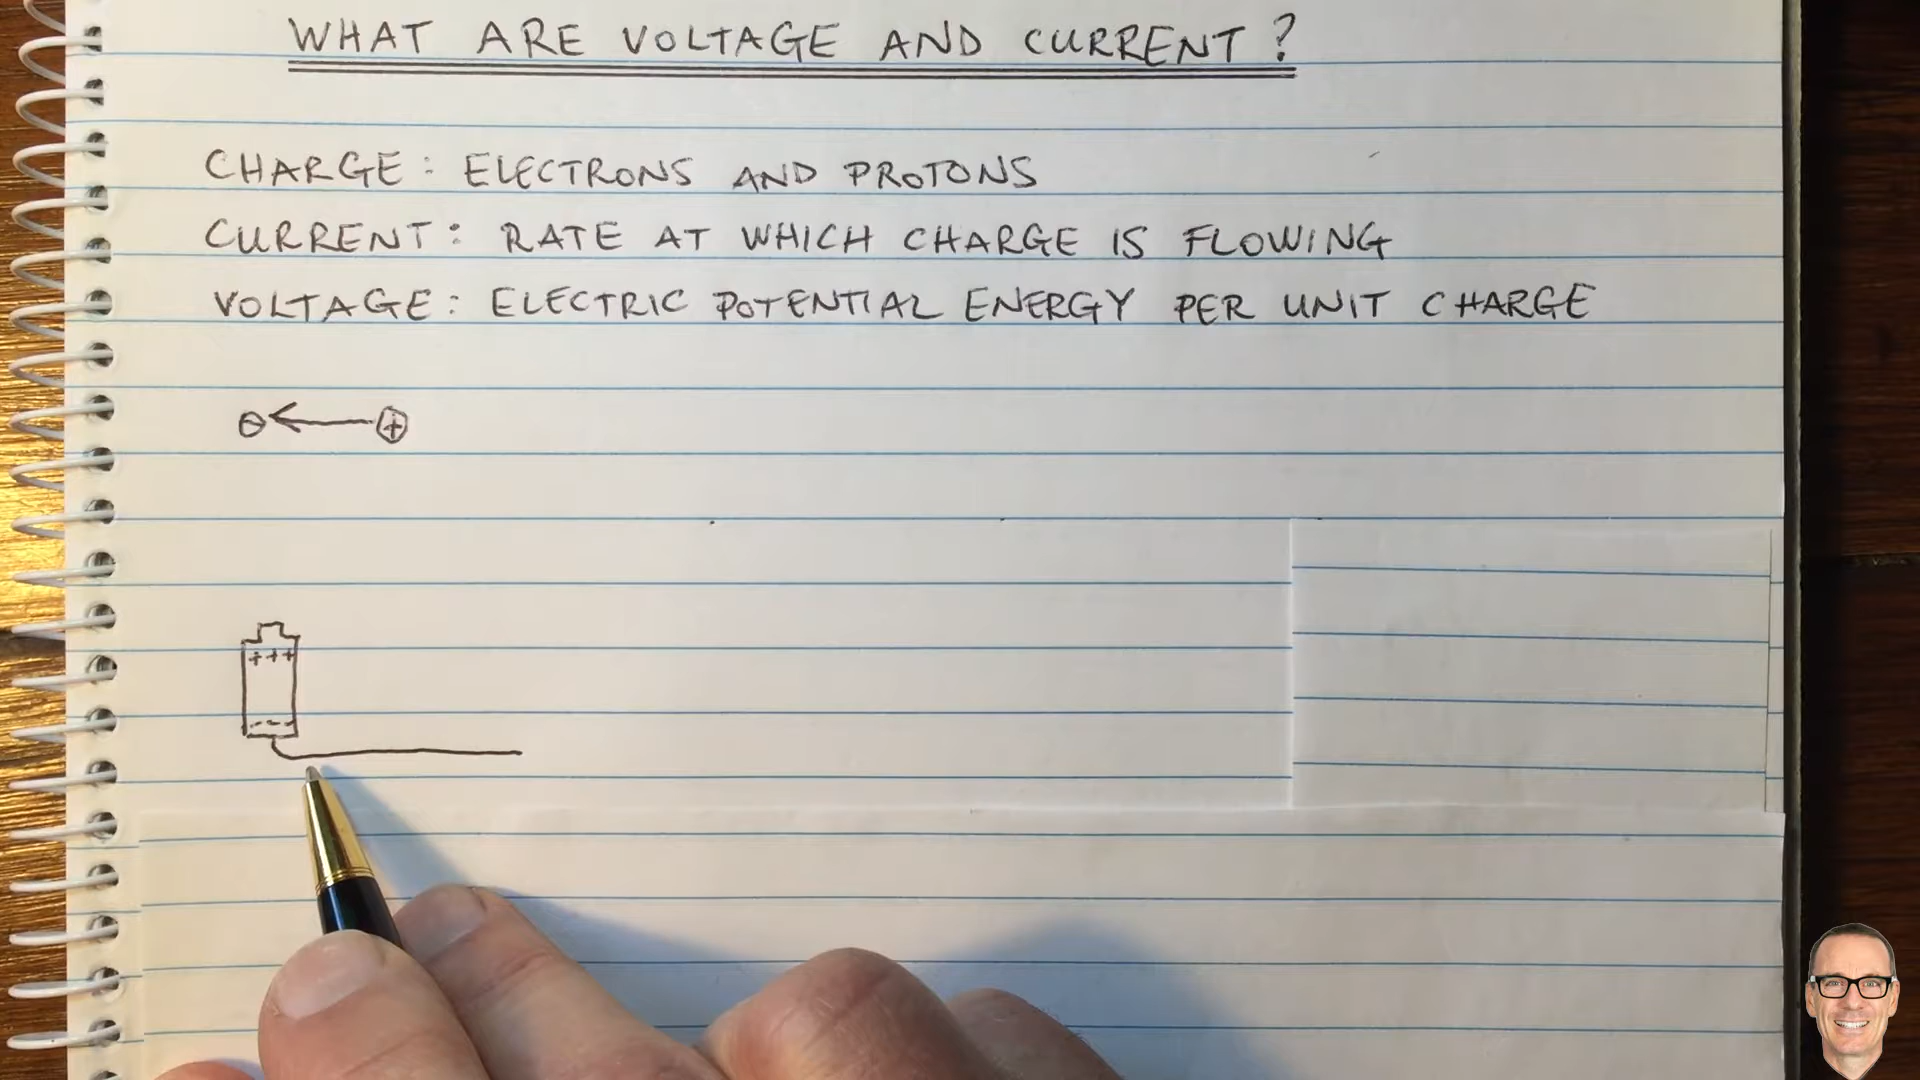 WHAT ARE VOLTAGE AND CURRENT?
CHARGE: ELECTRONS AND PROTONS
CURRENT: RATE AT WHICH CHARGE IS FLOWING
VOLTAGE: ELECTRIC POTENTIAL ENERGY PER UNIT CHARGE
- +
+++
---